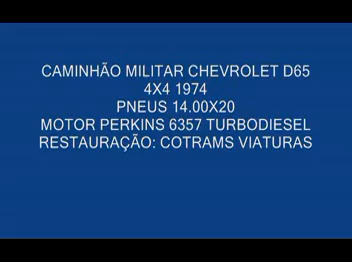 CAMINHÃO MILITAR CHEVROLET D65
4X4 1974
PNEUS 14.00X20
MOTOR PERKINS 6357 TURBODIESEL
RESTAURAÇÃO: COTRAMS VIATURAS